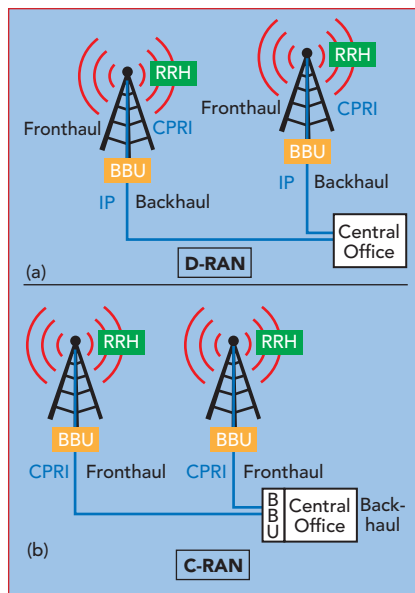 RRH
RRH
Fronthaul
CPRI
Fronthaul
CPRI
BBU
BBU
IP
Backhaul
IP
Backhaul
Central
Office
(a)
D-RAN
RRH
RRH
BBU
BBU
CPRI
Fronthaul
CPRI
Fronthaul
BBU
Central
Office
Back-
haul
(b)
C-RAN